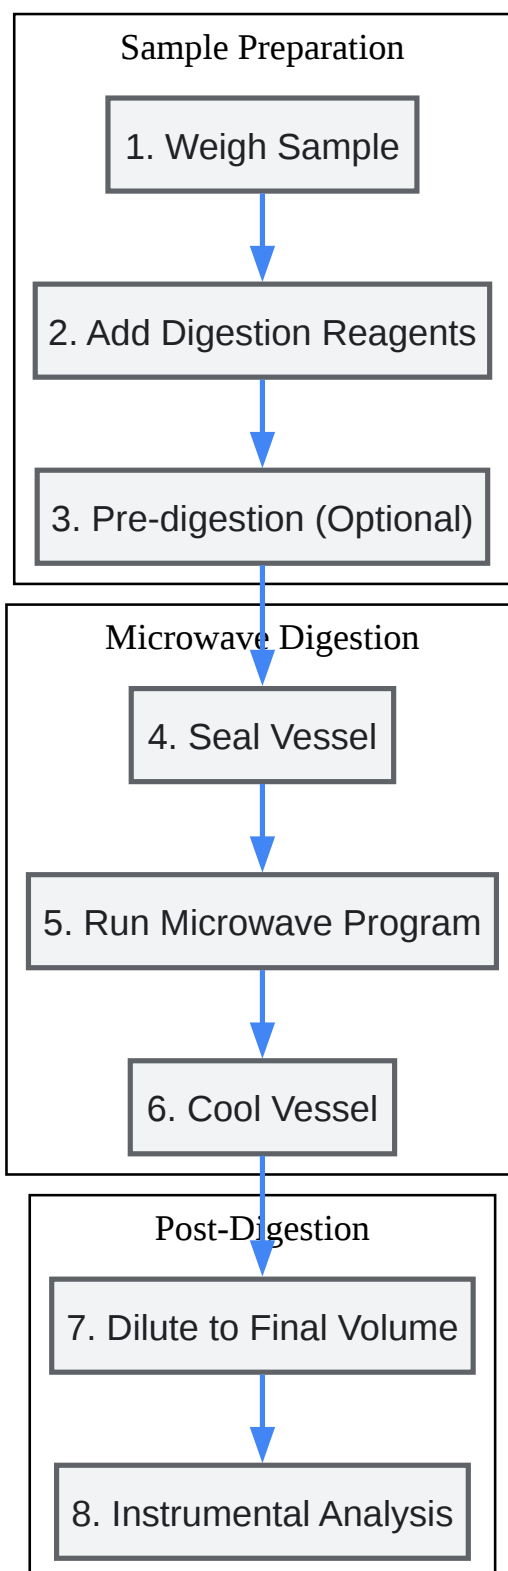 Sample Preparation
1. Weigh Sample
2. Add Digestion Reagents
3. Pre-digestion (Optional)
Microwave Digestion
4. Seal Vessel
5. Run Microwave Program
6. Cool Vessel
Post-Digestion
7. Dilute to Final Volume
8. Instrumental Analysis